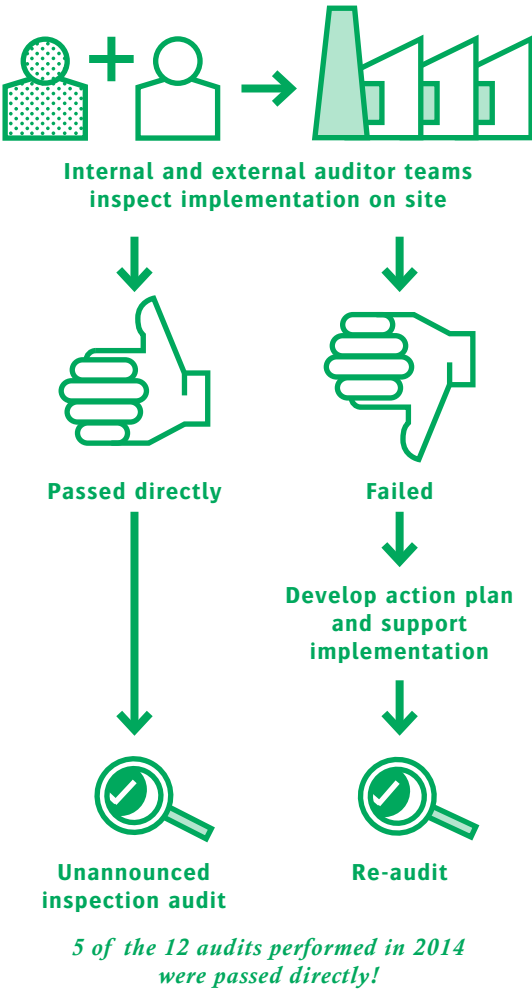 Internal and external auditor teams
inspect implementation on site
Passed directly
Failed
Develop action plan
and support
implementation
Unannounced
inspection audit
Re-audit
5 of the 12 audits performed in 2014
were passed directly!